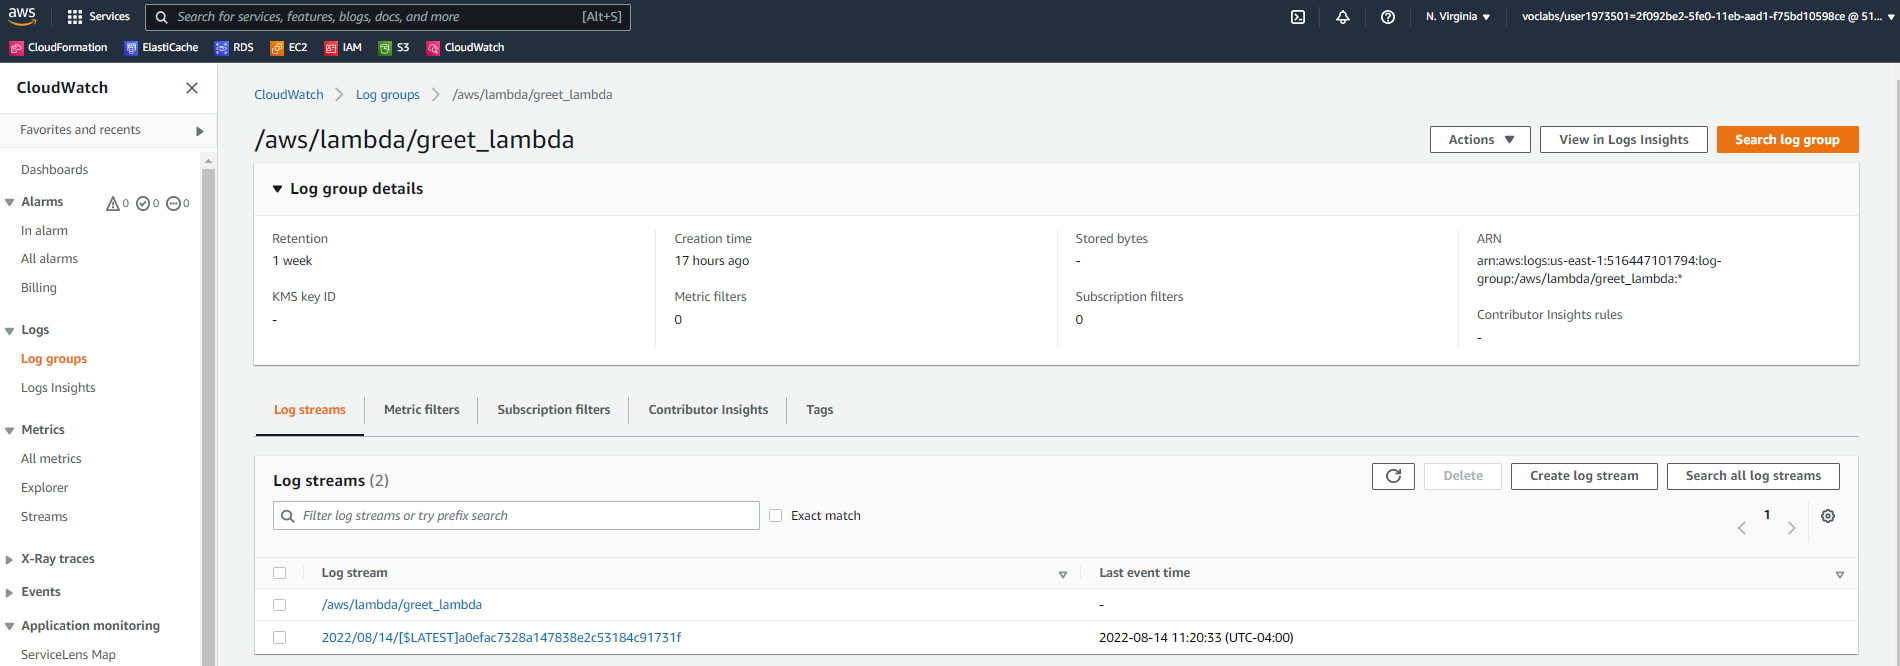 aws
Services
Search for services, features, blogs, docs, and more [Alt+S]
N. Virginia
voclabs/user1973501=2f092be2-5fe0-11eb-aad1-f75bd10598ce @ 51...
CloudFormation ElastiCache RDS EC2 IAM S3 CloudWatch
CloudWatch
Favorites and recents
Dashboards
Alarms 0 0 0
In alarm
All alarms
Billing
Logs
Log groups
Logs Insights
Metrics
All metrics
Explorer
Streams
X-Ray traces
Events
Application monitoring
ServiceLens Map
CloudWatch Log groups /aws/lambda/greet_lambda
/aws/lambda/greet_lambda
Actions View in Logs Insights Search log group
Log group details
Retention
1 week
KMS key ID
-
Creation time
17 hours ago
Metric filters
0
Stored bytes
-
Subscription filters
0
ARN
arn:aws:logs:us-east-1:516447101794:log-
group:/aws/lambda/greet_lambda:*
Contributor Insights rules
-
Log streams Metric filters Subscription filters Contributor Insights Tags
Log streams (2)
Delete Create log stream Search all log streams
Filter log streams or try prefix search Exact match
1
Log stream Last event time
/aws/lambda/greet_lambda -
2022/08/14/[$LATEST]a0efac7328a147838e2c53184c91731f 2022-08-14 11:20:33 (UTC-04:00)